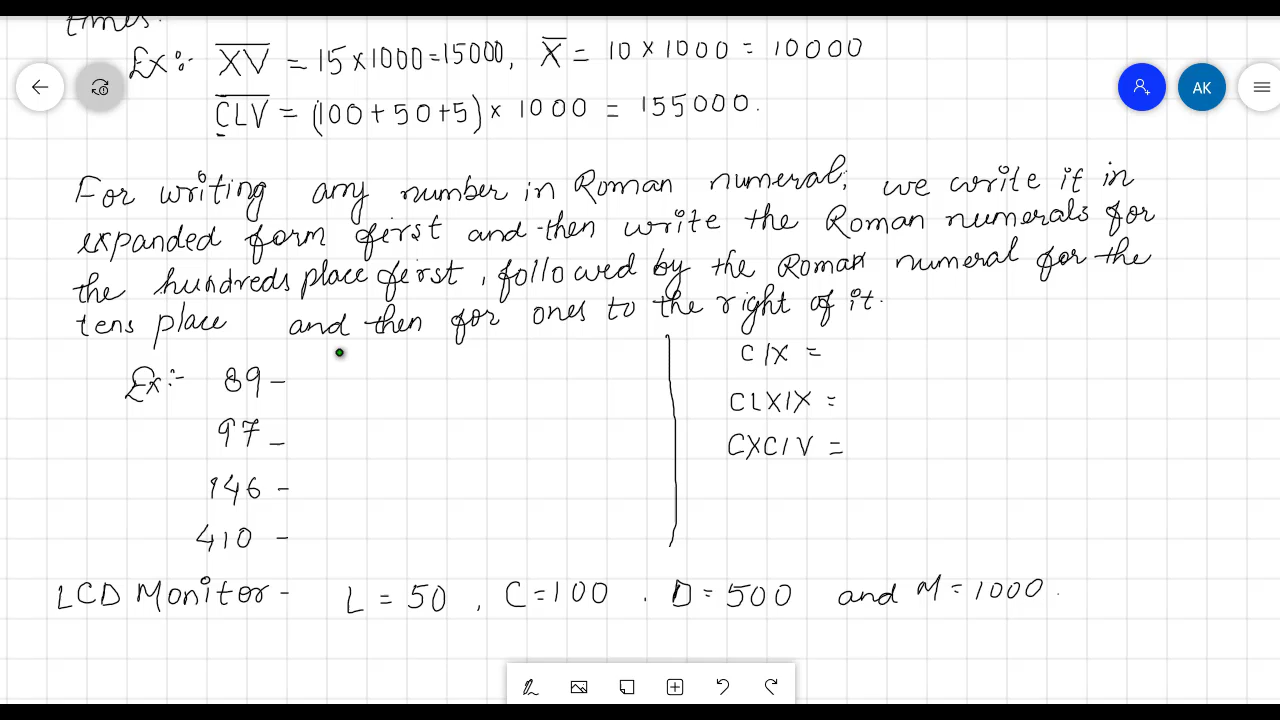 times.
Ex:- X̅V̅ = 15 x 1000 = 15000, X̅ = 10 x 1000 = 10000
C̅L̅V̅ = (100 + 50 + 5) x 1000 = 155000.
AK
For writing any number in Roman numeral, we write it in
expanded form first and then write the Roman numerals for
the hundreds place first, followed by the Roman numeral for the
tens place and then for ones to the right of it.
Ex:- 89 -
97 -
146 -
410 -
CIX =
CLXIX =
CXCIV =
LCD Monitor - L = 50, C = 100, D = 500 and M = 1000.